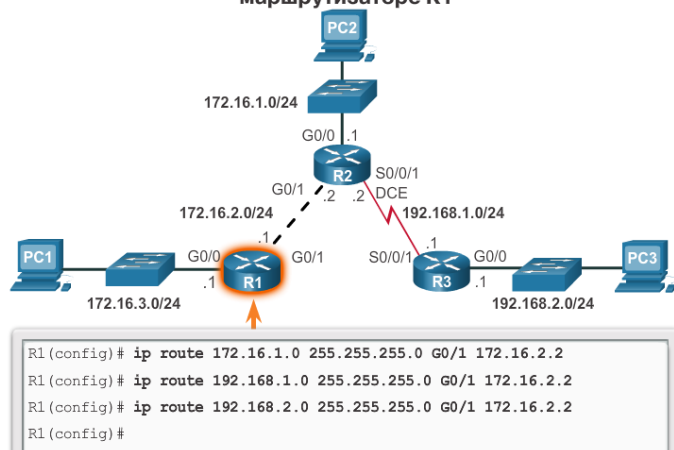 маршрутизаторе R1
PC2
172.16.1.0/24
G0/0 .1
R2
S0/0/1
DCE
G0/1 .2 .2
172.16.2.0/24
192.168.1.0/24
.1
G0/1
PC1
G0/0
.1
R1
S0/0/1
.1
R3
G0/0
.1
PC3
172.16.3.0/24
192.168.2.0/24
R1(config)# ip route 172.16.1.0 255.255.255.0 G0/1 172.16.2.2
R1(config)# ip route 192.168.1.0 255.255.255.0 G0/1 172.16.2.2
R1(config)# ip route 192.168.2.0 255.255.255.0 G0/1 172.16.2.2
R1(config)#